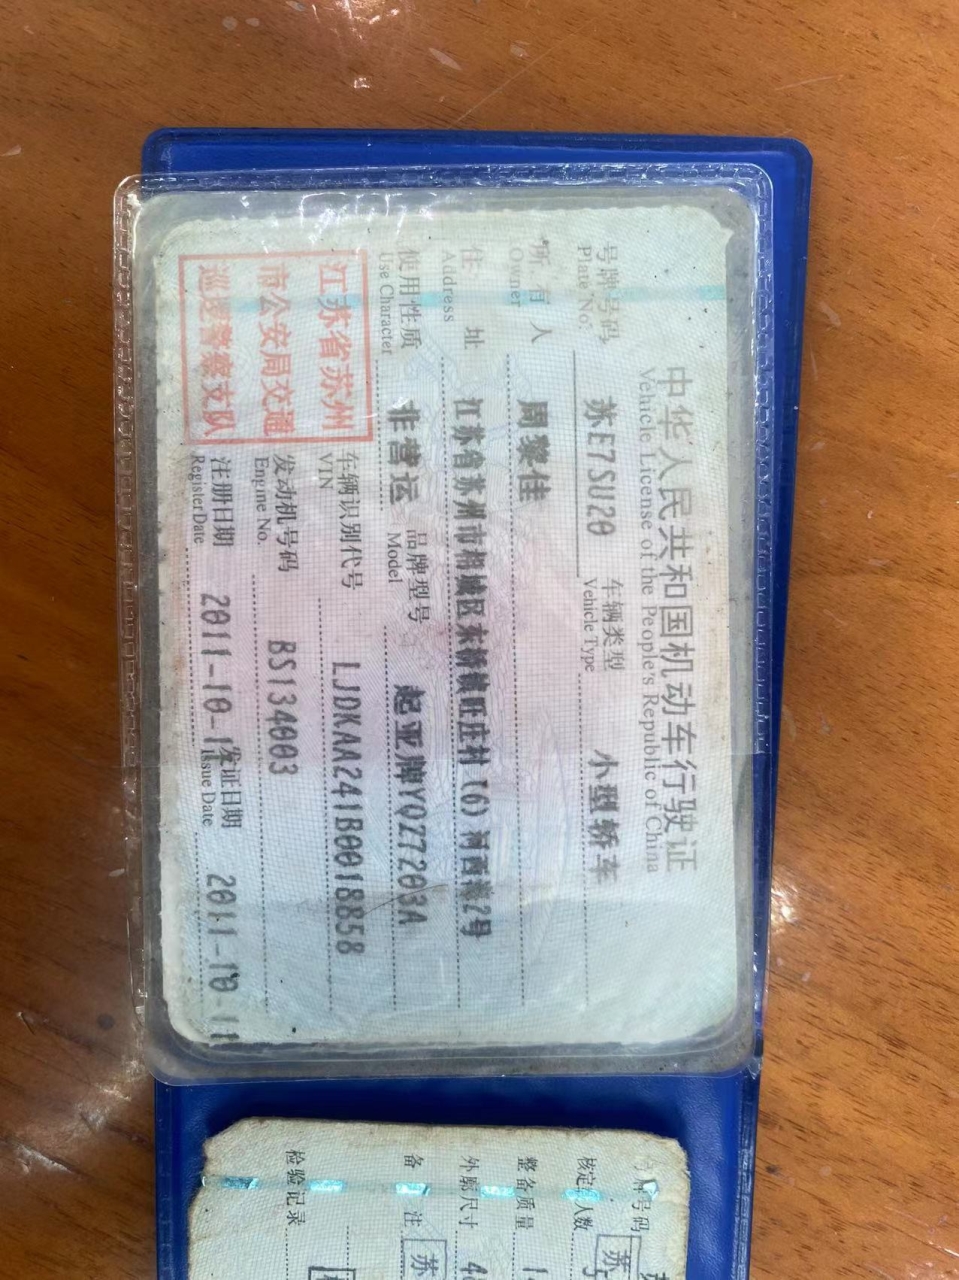 中华人民共和国机动车行驶证
Vehicle License of the People's Republic of China
号牌号码 苏E7SU20 车辆类型 小型轿车
Plate No. Vehicle Type
所有人 周黎佳
Owner
住址 江苏省苏州市相城区东桥镇旺庄村(6)河西港2号
Address
使用性质 非营运 品牌型号 起亚牌YQZ7203A
Use Character Model
江苏省苏州
市公安局交通
巡逻警察支队
车辆识别代号 LJDKAA241B0018858
VIN
发动机号码 BS134003
Engine No.
注册日期 2011-10-1 发证日期 2011-10-11
Register Date Issue Date
号牌号码 苏
核定人数 5
整备质量 1
外廓尺寸 4
备注 苏
检验记录